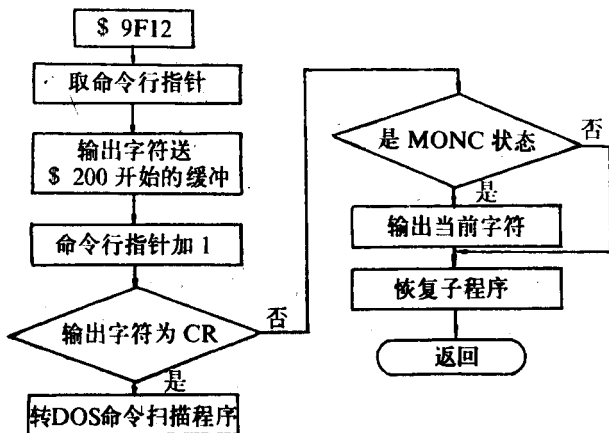 $ 9F12
取命令行指针
输出字符送
$ 200 开始的缓冲
命令行指针加 1
输出字符为 CR
否
是
转DOS命令扫描程序
是 MONC 状态
否
是
输出当前字符
恢复子程序
返回